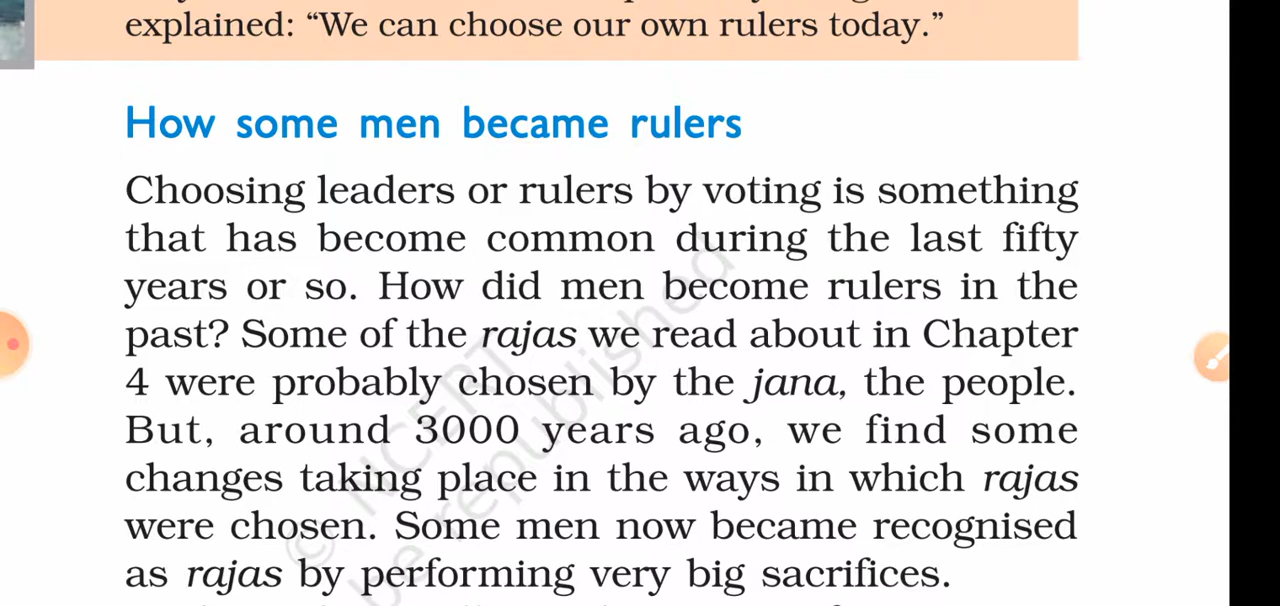 explained: “We can choose our own rulers today.”
How some men became rulers
Choosing leaders or rulers by voting is something
that has become common during the last fifty
years or so. How did men become rulers in the
past? Some of the rajas we read about in Chapter
4 were probably chosen by the jana, the people.
But, around 3000 years ago, we find some
changes taking place in the ways in which rajas
were chosen. Some men now became recognised
as rajas by performing very big sacrifices.
© NCERT
be republished